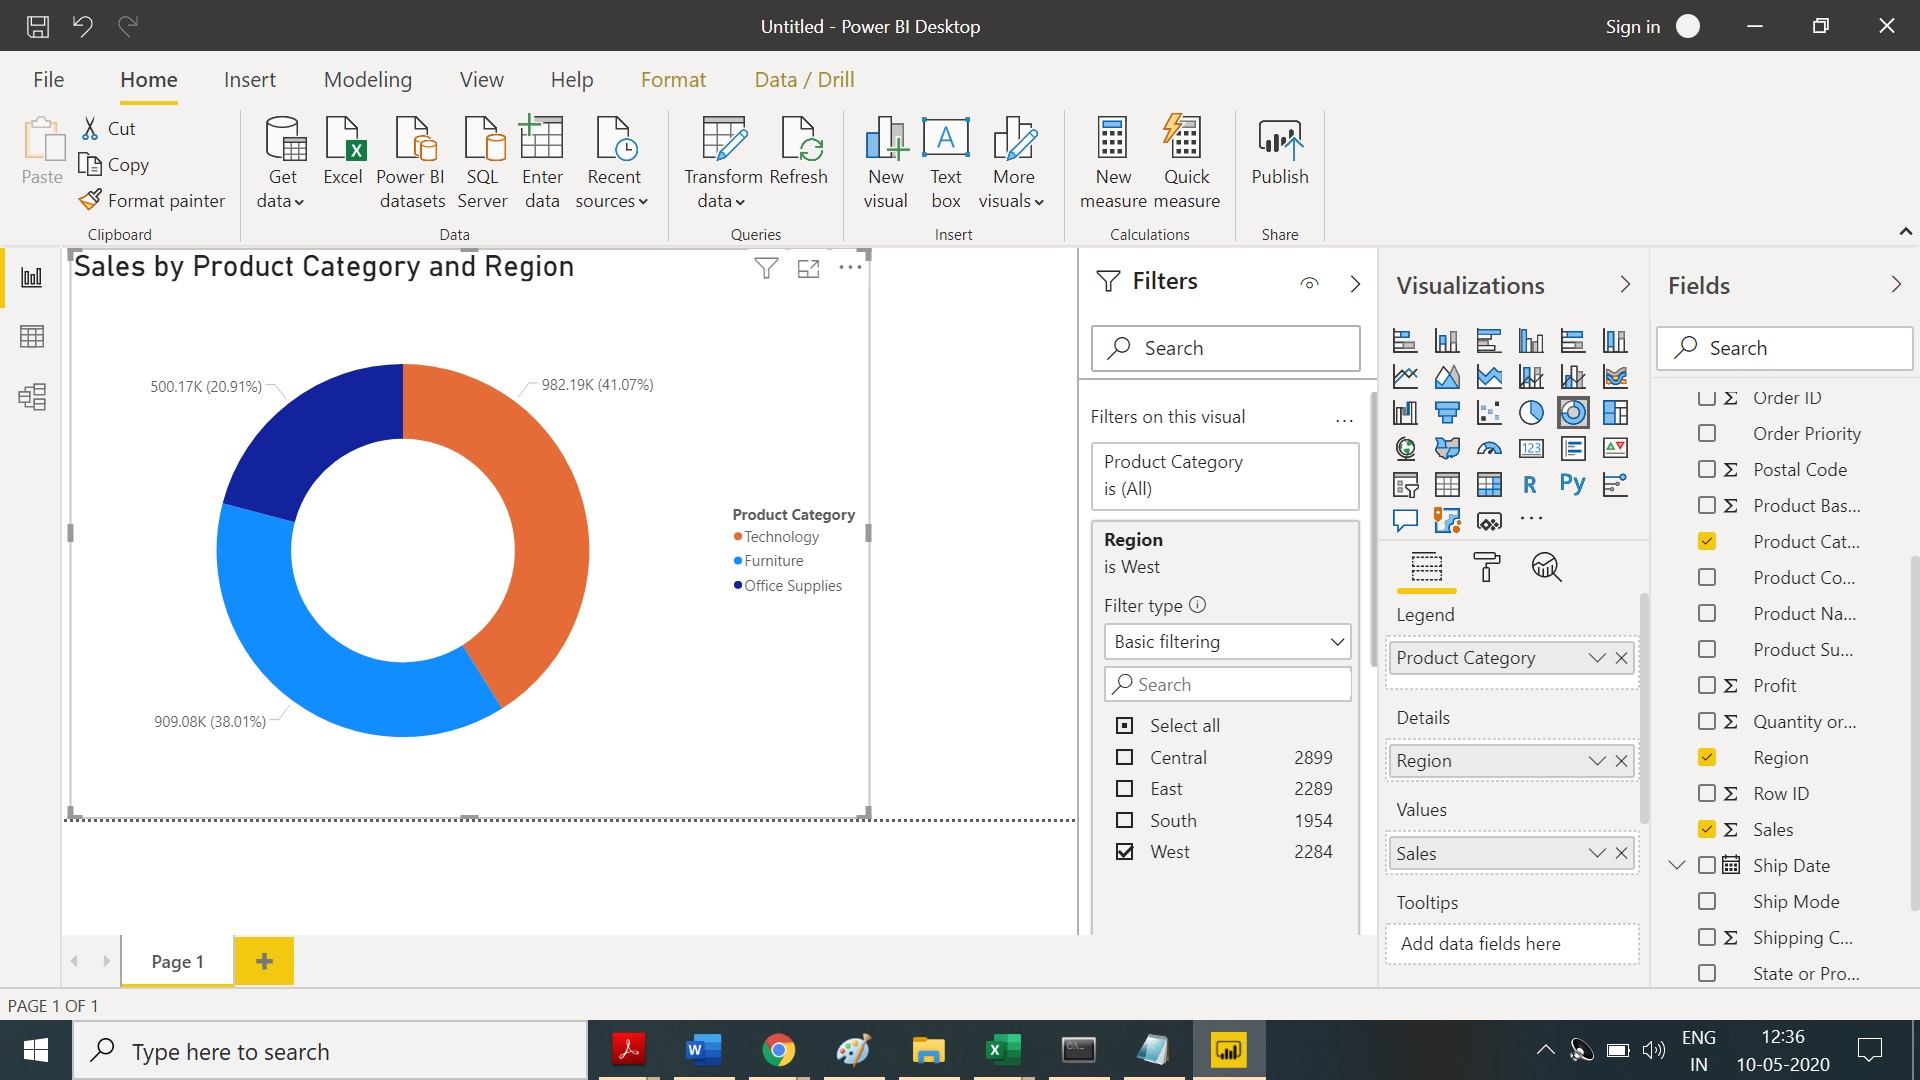 Untitled - Power BI Desktop
Sign in
File Home Insert Modeling View Help Format Data / Drill
Paste
Cut
Copy
Format painter
Clipboard
Get data
Excel
Power BI datasets
SQL Server
Enter data
Recent sources
Data
Transform data
Refresh
Queries
New visual
Text box
More visuals
Insert
New measure
Quick measure
Calculations
Publish
Share
Sales by Product Category and Region
500.17K (20.91%)
982.19K (41.07%)
909.08K (38.01%)
Product Category
Technology
Furniture
Office Supplies
Filters
Search
Filters on this visual
...
Product Category
is (All)
Region
is West
Filter type
Basic filtering
Search
Select all
Central 2899
East 2289
South 1954
West 2284
Visualizations
123
R Py
...
Legend
Product Category
Details
Region
Values
Sales
Tooltips
Add data fields here
Fields
Search
Σ Order ID
Order Priority
Σ Postal Code
Σ Product Bas...
Product Cat...
Product Co...
Product Na...
Product Su...
Σ Profit
Σ Quantity or...
Region
Σ Row ID
Σ Sales
Ship Date
Ship Mode
Σ Shipping C...
State or Pro...
Page 1
PAGE 1 OF 1
Type here to search
ENG
IN
12:36
10-05-2020